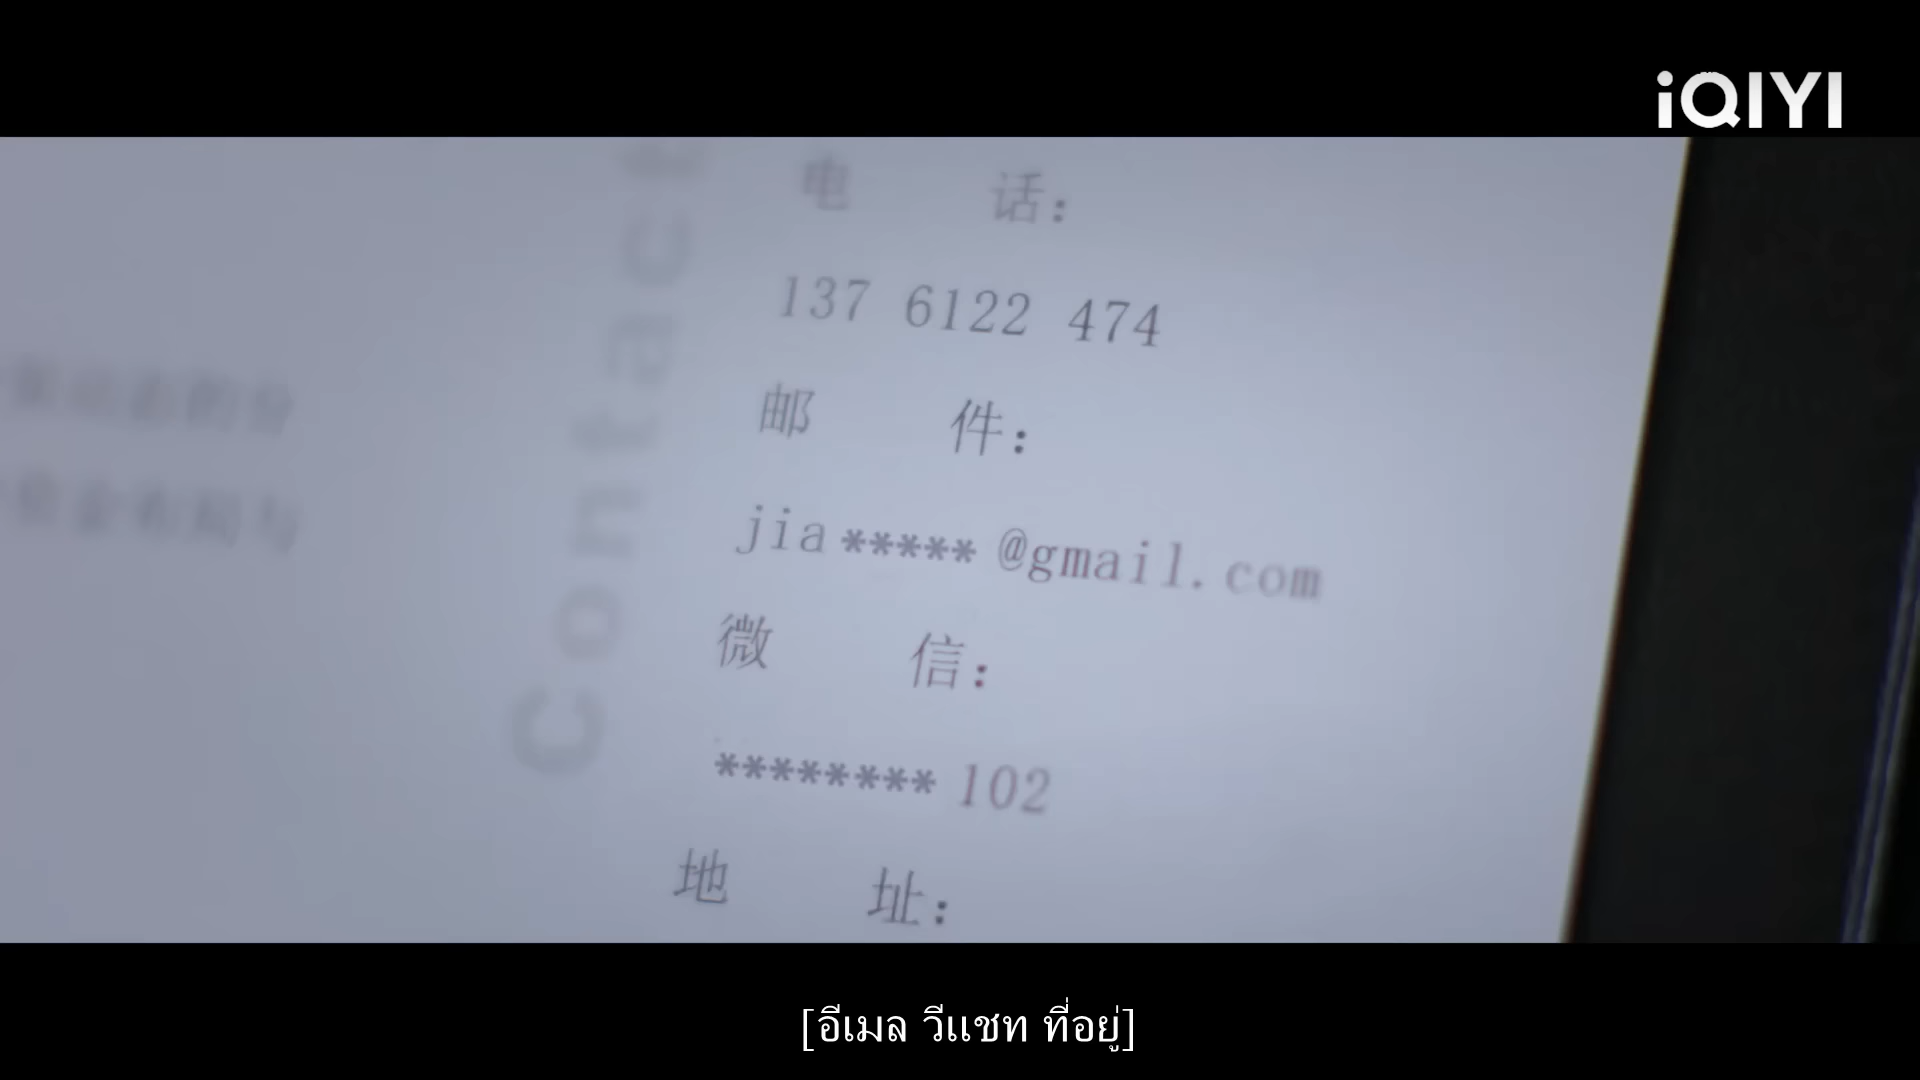 iQIYI
电 话：
137 6122 474
邮 件：
jia*****@gmail.com
微 信：
********102
地 址：
Contact
[อีเมล วีแชท ที่อยู่]